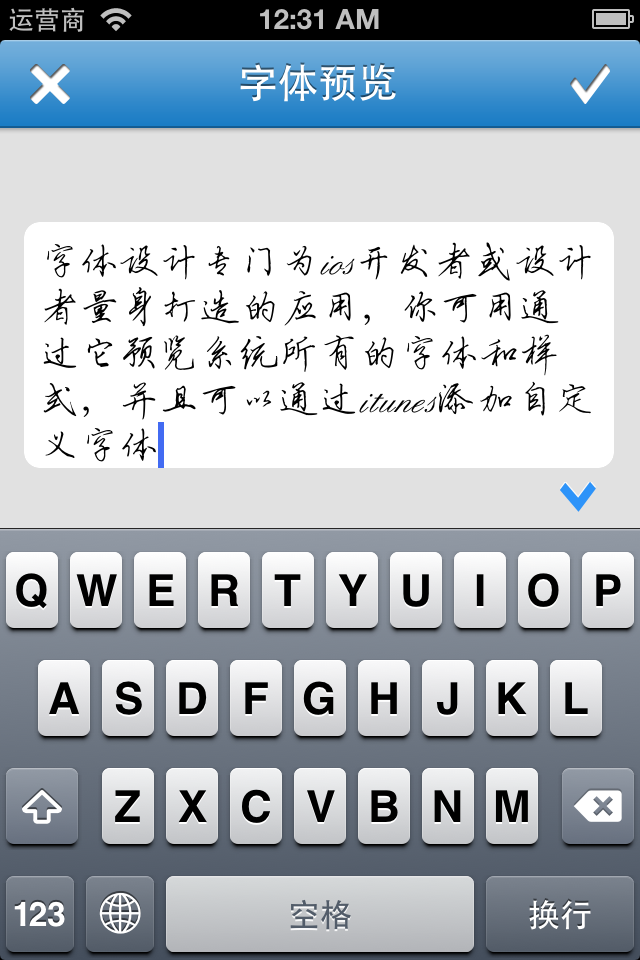 运营商 12:31 AM
字体预览
字体设计专门为ios开发者或设计
者量身打造的应用，你可用通
过它预览系统所有的字体和样
式，并且可以通过itunes添加自定
义字体
Q W E R T Y U I O P
A S D F G H J K L
Z X C V B N M
123 空格 换行